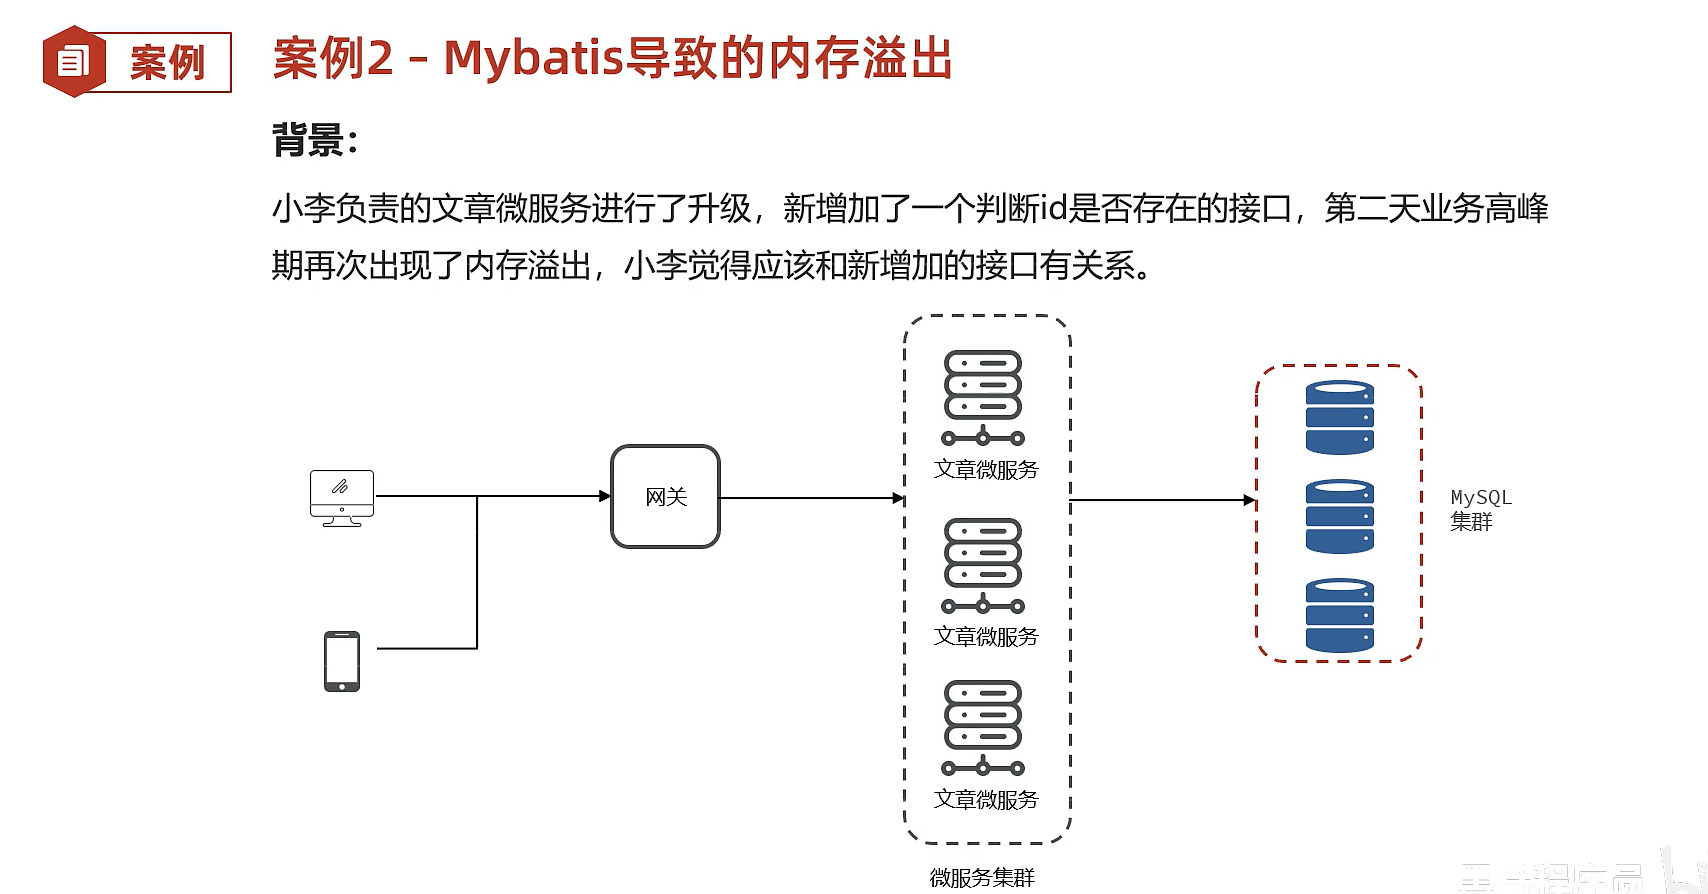 案例
案例2 – Mybatis导致的内存溢出
背景：
小李负责的文章微服务进行了升级，新增加了一个判断id是否存在的接口，第二天业务高峰
期再次出现了内存溢出，小李觉得应该和新增加的接口有关系。
网关
文章微服务
文章微服务
文章微服务
微服务集群
MySQL
集群